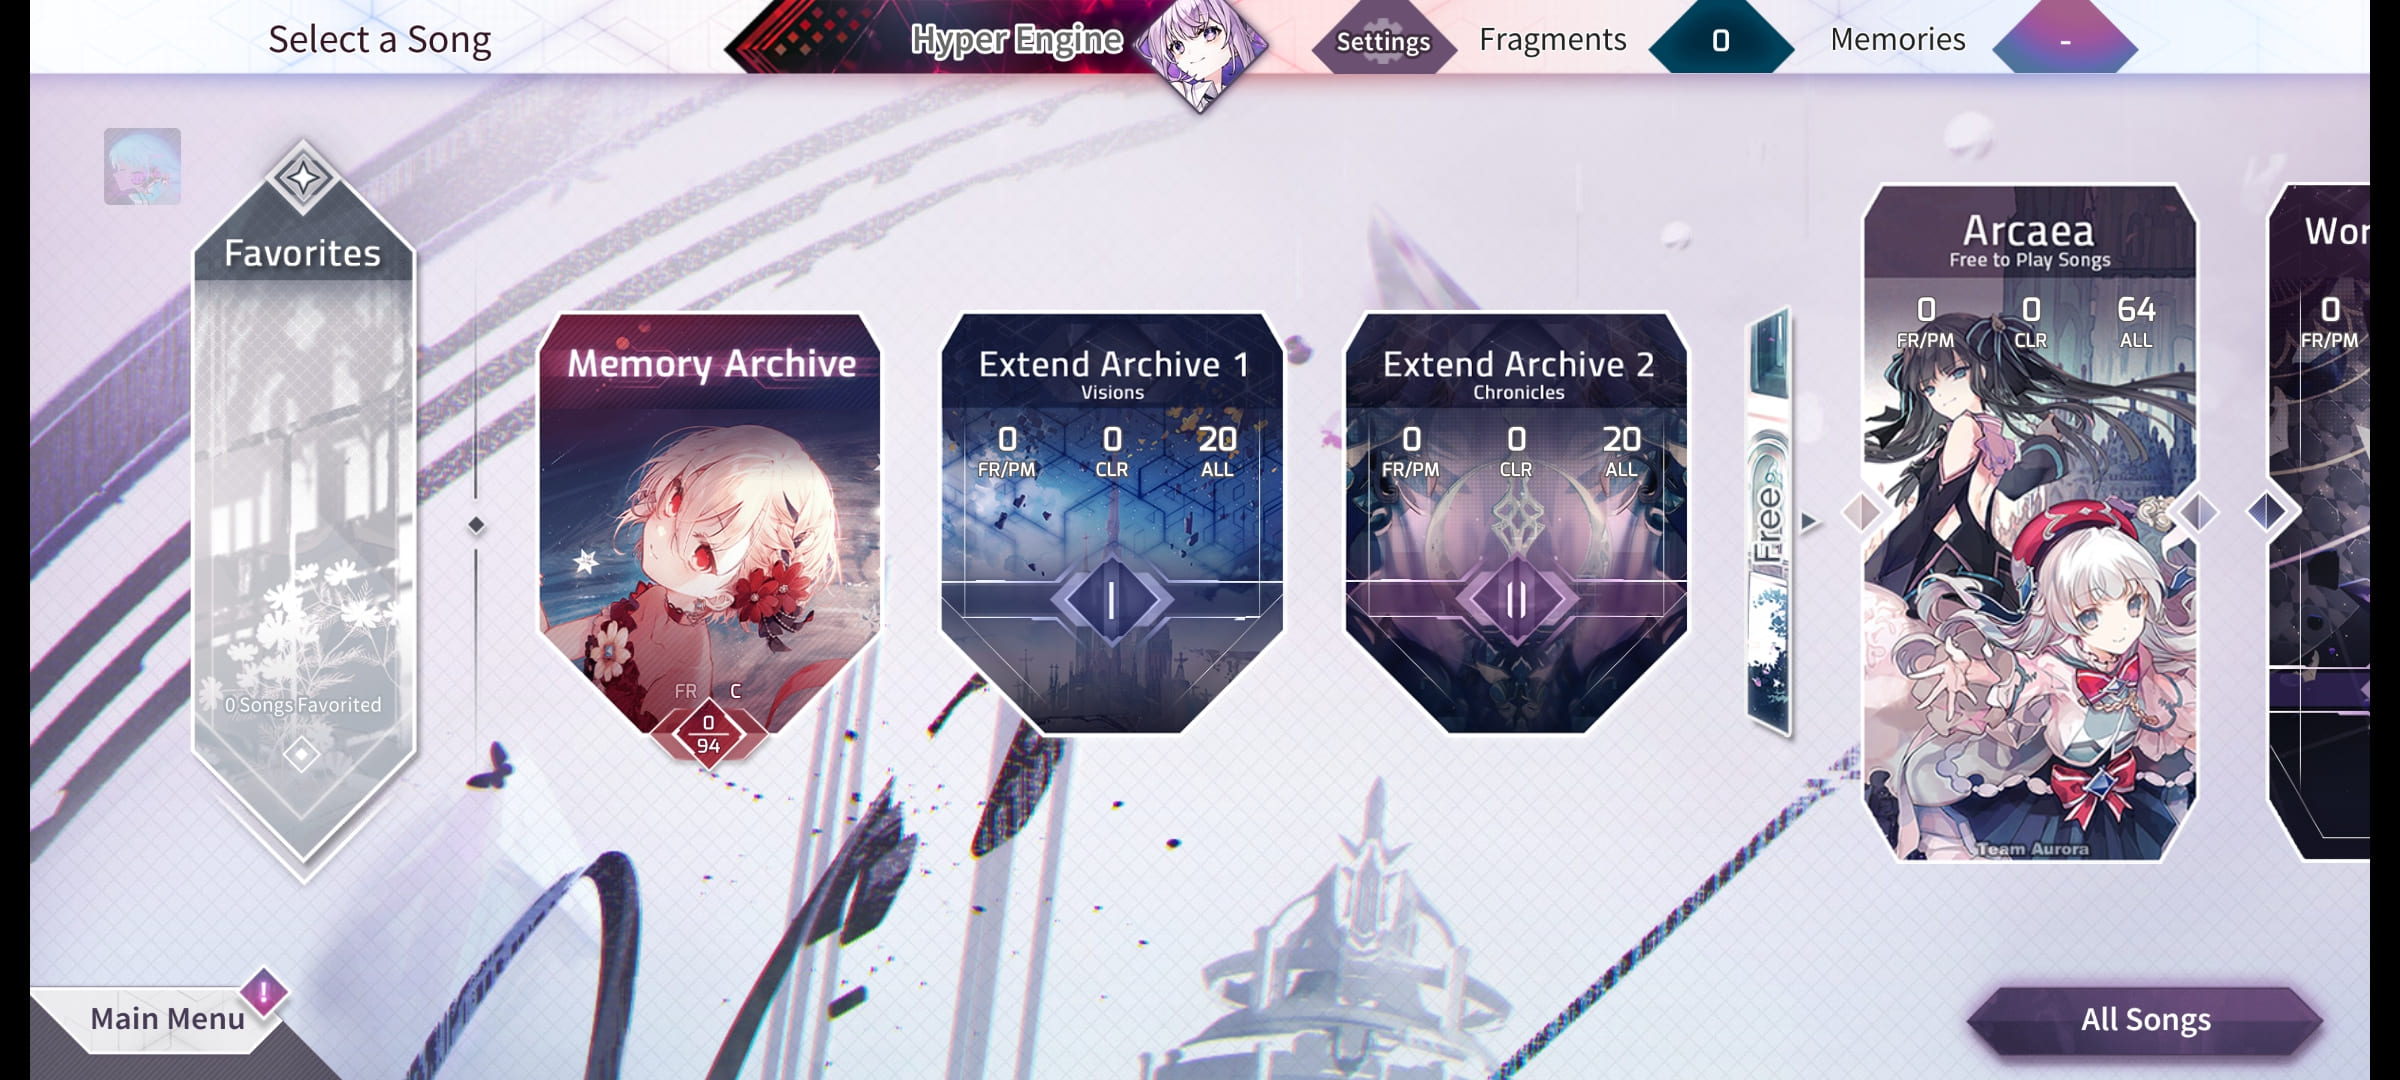 Select a Song
Hyper Engine
Settings
Fragments
0
Memories
-
Favorites
0 Songs Favorited
Memory Archive
FR C
0
94
Extend Archive 1
Visions
0 0 20
FR/PM CLR ALL
I
Extend Archive 2
Chronicles
0 0 20
FR/PM CLR ALL
II
Free
Arcaea
Free to Play Songs
0 0 64
FR/PM CLR ALL
Team Aurora
Wor
0
FR/PM
Main Menu
!
All Songs